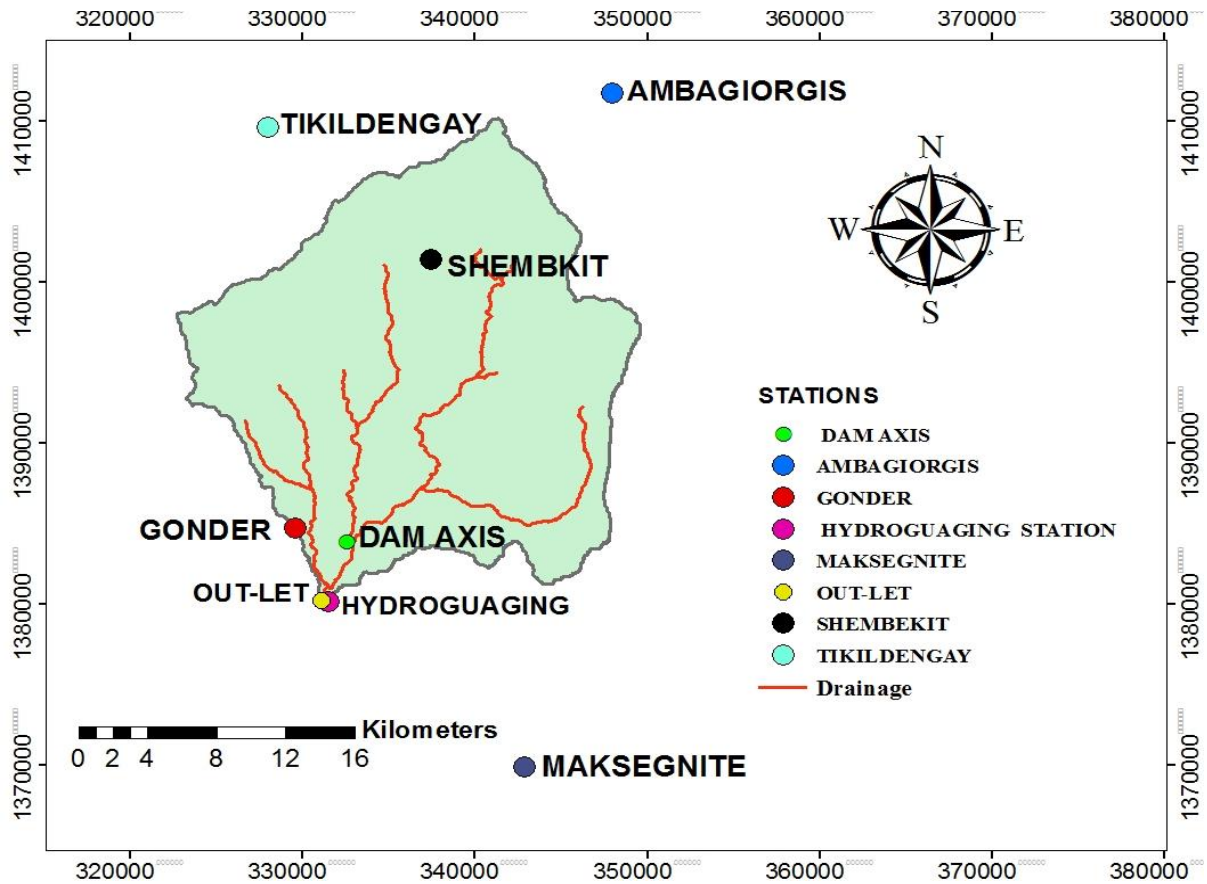 320000 330000 340000 350000 360000 370000 380000
AMBAGIORGIS
TIKILDENGAY
1410000
1410000
N
W
E
S
SHEMBKIT
1400000
1400000
STATIONS
DAM AXIS
AMBAGIORGIS
GONDER
HYDROGUAGING STATION
MAKSEGNITE
OUT-LET
SHEMBEKIT
TIKILDENGAY
Drainage
1390000
1390000
GONDER
DAM AXIS
OUT-LET
HYDROGUAGING
1380000
1380000
Kilometers
0 2 4 8 12 16
MAKSEGNITE
1370000
1370000
320000 330000 340000 350000 360000 370000 380000